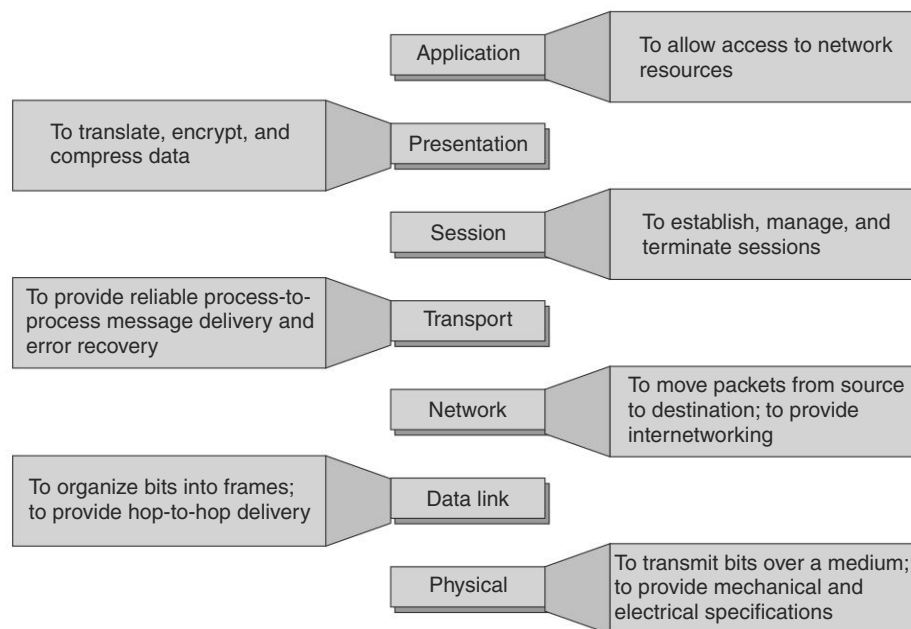 Application
To allow access to network
resources
To translate, encrypt, and
compress data
Presentation
Session
To establish, manage, and
terminate sessions
To provide reliable process-to-
process message delivery and
error recovery
Transport
Network
To move packets from source
to destination; to provide
internetworking
To organize bits into frames;
to provide hop-to-hop delivery
Data link
Physical
To transmit bits over a medium;
to provide mechanical and
electrical specifications